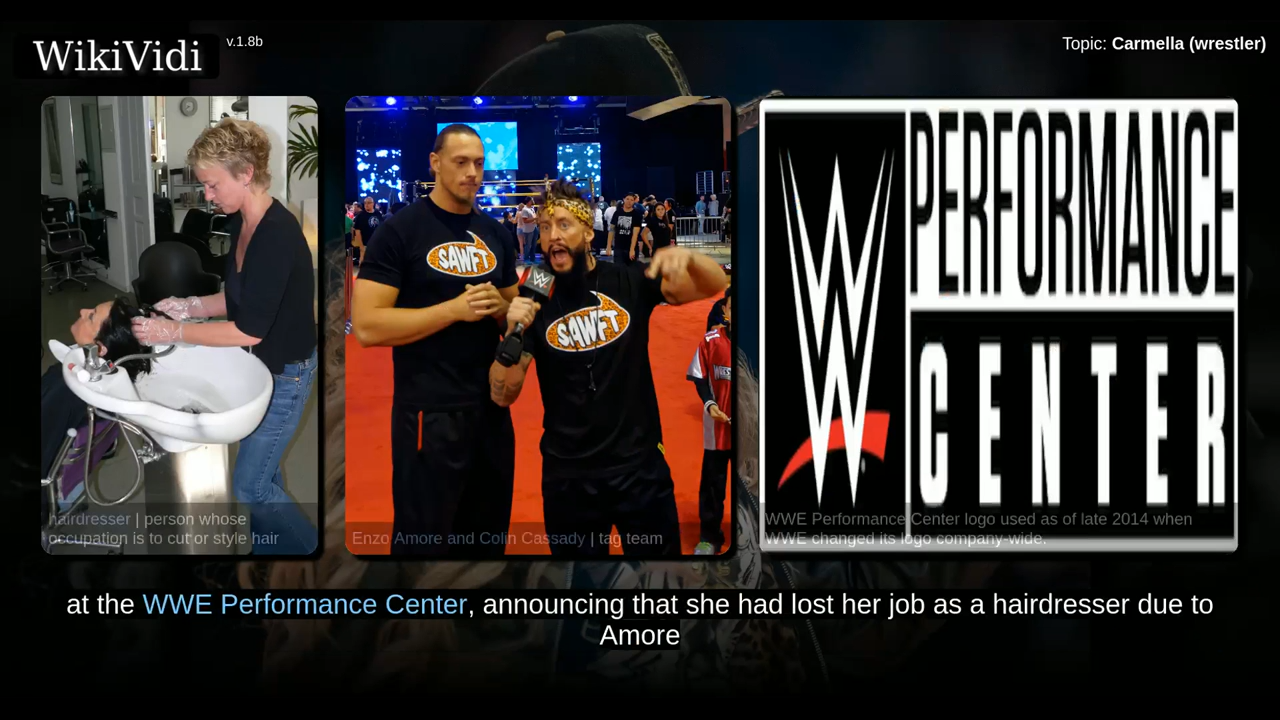 WikiVidi
v.1.8b
Topic: Carmella (wrestler)
SAWFT
SAWFT
W
PERFORMANCE
CENTER
hairdresser | person whose
occupation is to cut or style hair
Enzo Amore and Colin Cassady | tag team
WWE Performance Center logo used as of late 2014 when
WWE changed its logo company-wide.
at the WWE Performance Center, announcing that she had lost her job as a hairdresser due to
Amore